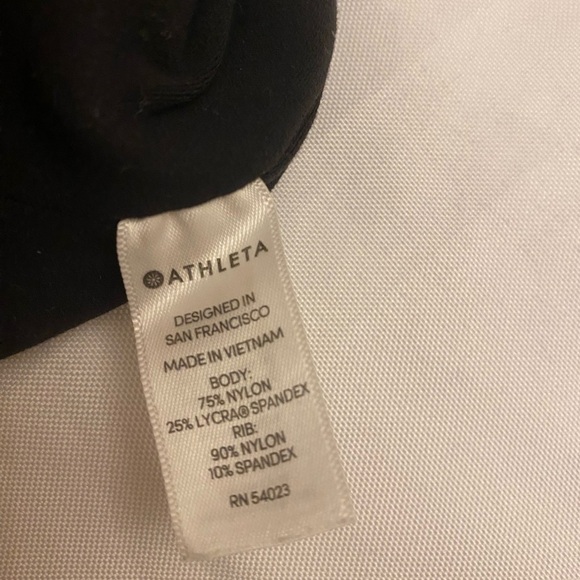 ATHLETA
DESIGNED IN
SAN FRANCISCO
MADE IN VIETNAM
BODY:
75% NYLON
25% LYCRA® SPANDEX
RIB:
90% NYLON
10% SPANDEX
RN 54023